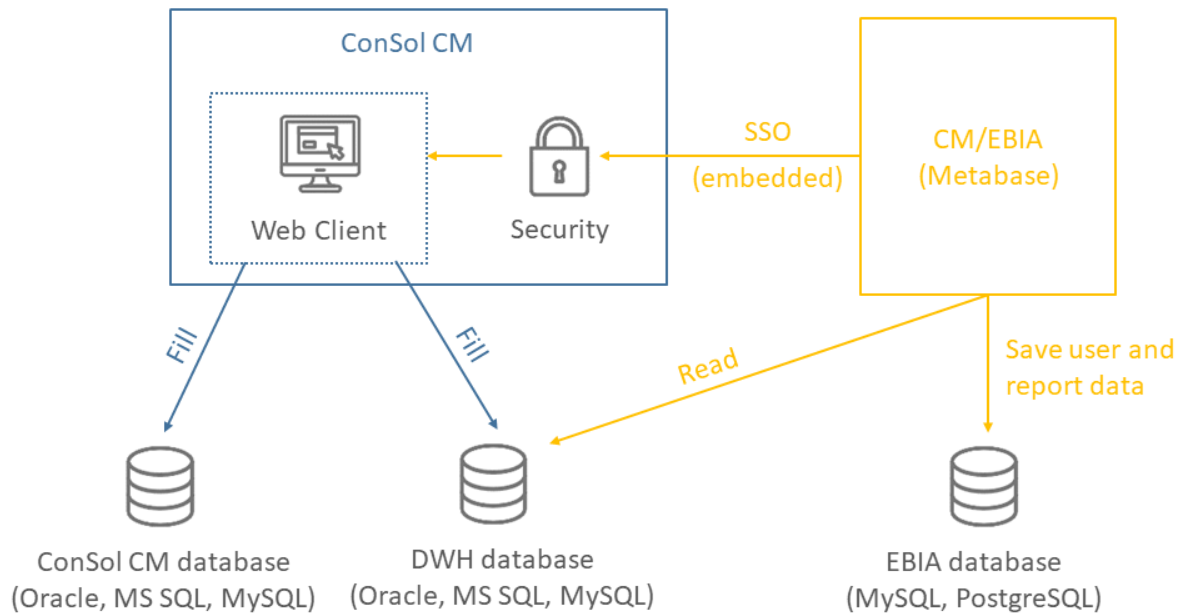 ConSol CM
Web Client
Security
SSO
(embedded)
CM/EBIA
(Metabase)
Fill
Fill
Read
Save user and
report data
ConSol CM database
(Oracle, MS SQL, MySQL)
DWH database
(Oracle, MS SQL, MySQL)
EBIA database
(MySQL, PostgreSQL)